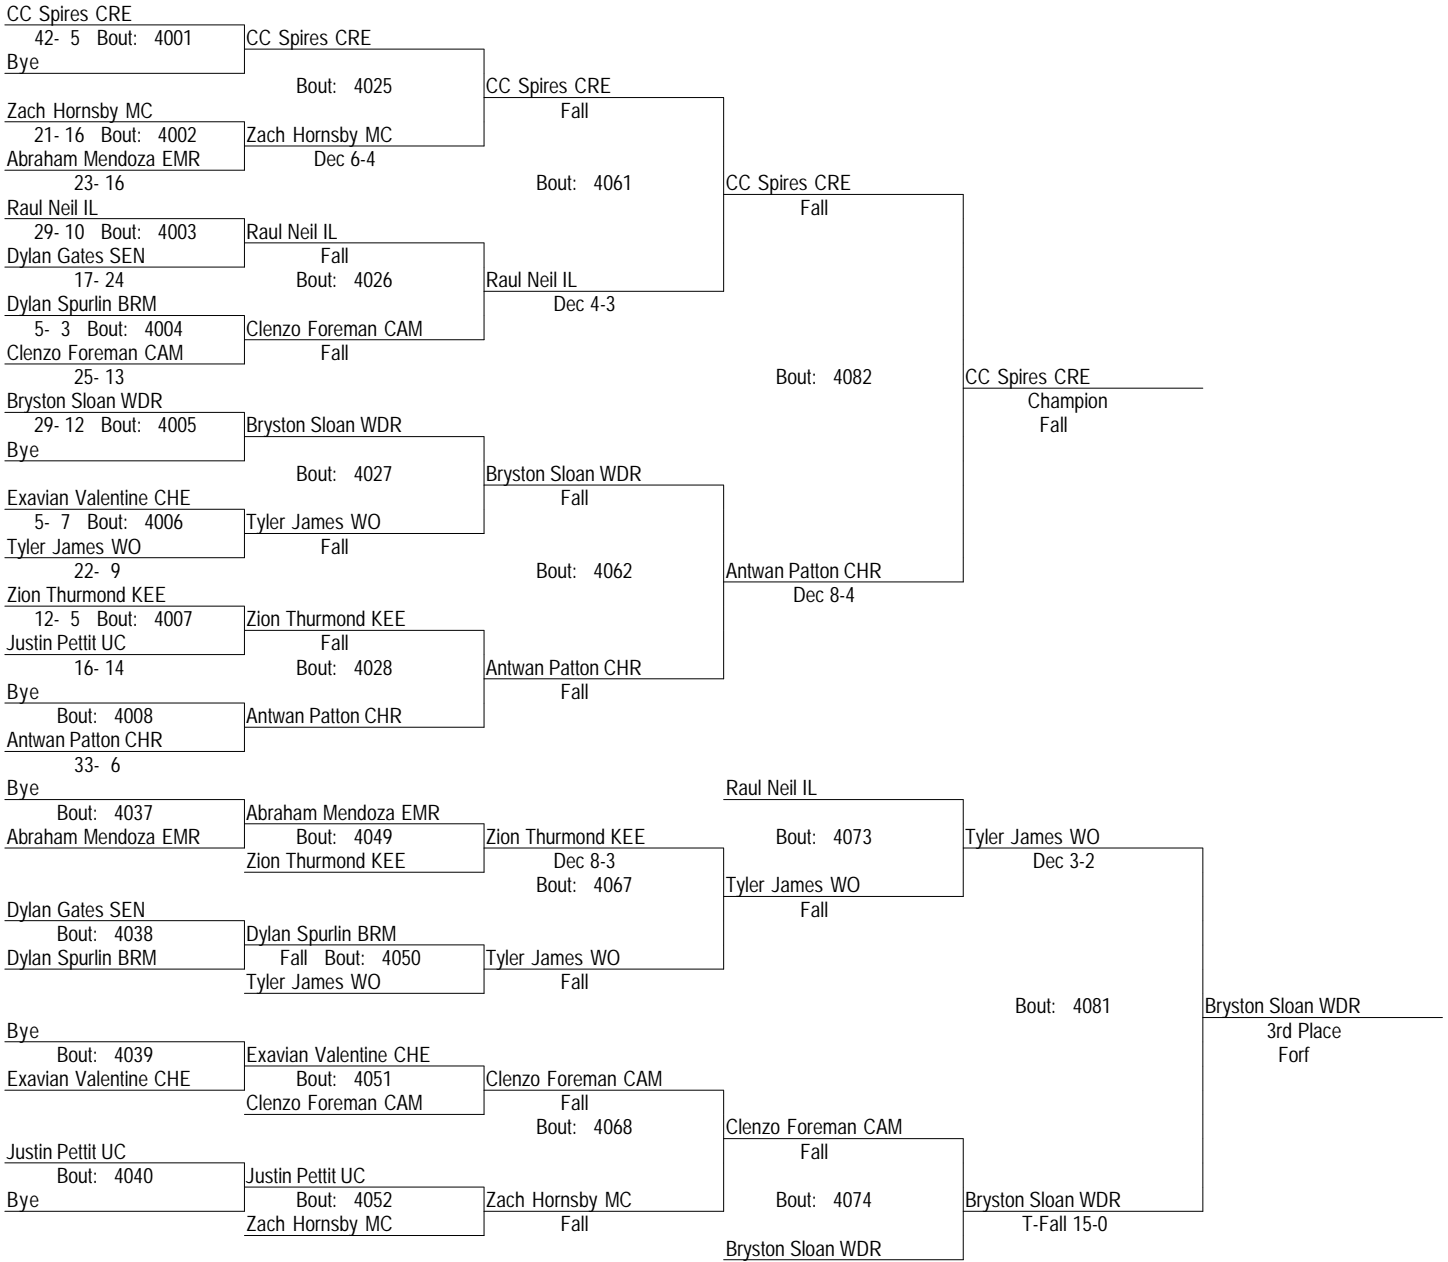 CC Spires CRE
42- 5 Bout: 4001
CC Spires CRE
Bye
Bout: 4025
CC Spires CRE
Fall
Zach Hornsby MC
21- 16 Bout: 4002
Zach Hornsby MC
Abraham Mendoza EMR
Dec 6-4
23- 16
Bout: 4061
CC Spires CRE
Fall
Raul Neil IL
29- 10 Bout: 4003
Raul Neil IL
Dylan Gates SEN
Fall
17- 24
Bout: 4026
Raul Neil IL
Dec 4-3
Dylan Spurlin BRM
5- 3 Bout: 4004
Clenzo Foreman CAM
Clenzo Foreman CAM
Fall
25- 13
Bout: 4082
CC Spires CRE
Champion
Fall
Bryston Sloan WDR
29- 12 Bout: 4005
Bryston Sloan WDR
Bye
Bout: 4027
Bryston Sloan WDR
Fall
Exavian Valentine CHE
5- 7 Bout: 4006
Tyler James WO
Tyler James WO
Fall
22- 9
Bout: 4062
Antwan Patton CHR
Dec 8-4
Zion Thurmond KEE
12- 5 Bout: 4007
Zion Thurmond KEE
Justin Pettit UC
Fall
16- 14
Bout: 4028
Antwan Patton CHR
Fall
Bye
Bout: 4008
Antwan Patton CHR
Antwan Patton CHR
33- 6
Bye
Raul Neil IL
Bout: 4037
Abraham Mendoza EMR
Abraham Mendoza EMR
Bout: 4049
Zion Thurmond KEE
Bout: 4073
Tyler James WO
Zion Thurmond KEE
Dec 8-3
Dec 3-2
Bout: 4067
Tyler James WO
Fall
Dylan Gates SEN
Bout: 4038
Dylan Spurlin BRM
Dylan Spurlin BRM
Fall Bout: 4050
Tyler James WO
Tyler James WO
Fall
Bout: 4081
Bryston Sloan WDR
3rd Place
Forf
Bye
Bout: 4039
Exavian Valentine CHE
Exavian Valentine CHE
Bout: 4051
Clenzo Foreman CAM
Clenzo Foreman CAM
Fall
Bout: 4068
Clenzo Foreman CAM
Fall
Justin Pettit UC
Bout: 4040
Justin Pettit UC
Bye
Bout: 4052
Zach Hornsby MC
Bout: 4074
Bryston Sloan WDR
Zach Hornsby MC
Fall
T-Fall 15-0
Bryston Sloan WDR